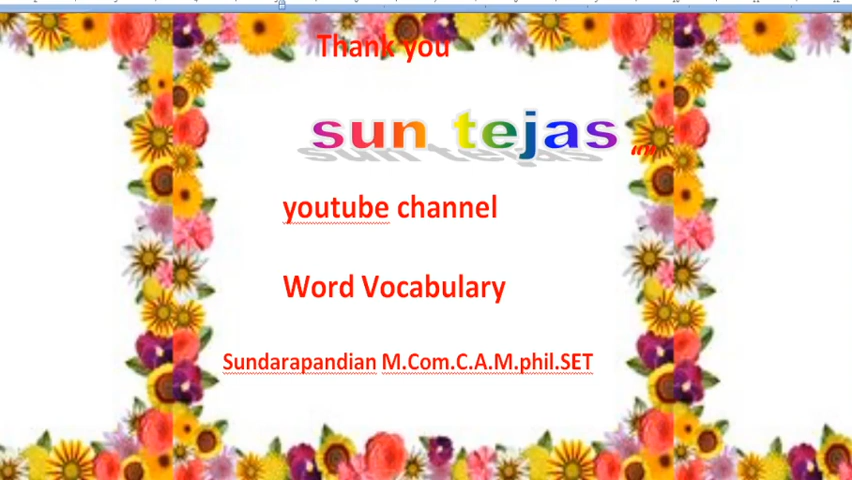 Thank you
sun tejas
youtube channel
Word Vocabulary
Sundarapandian M.Com.C.A.M.phil.SET